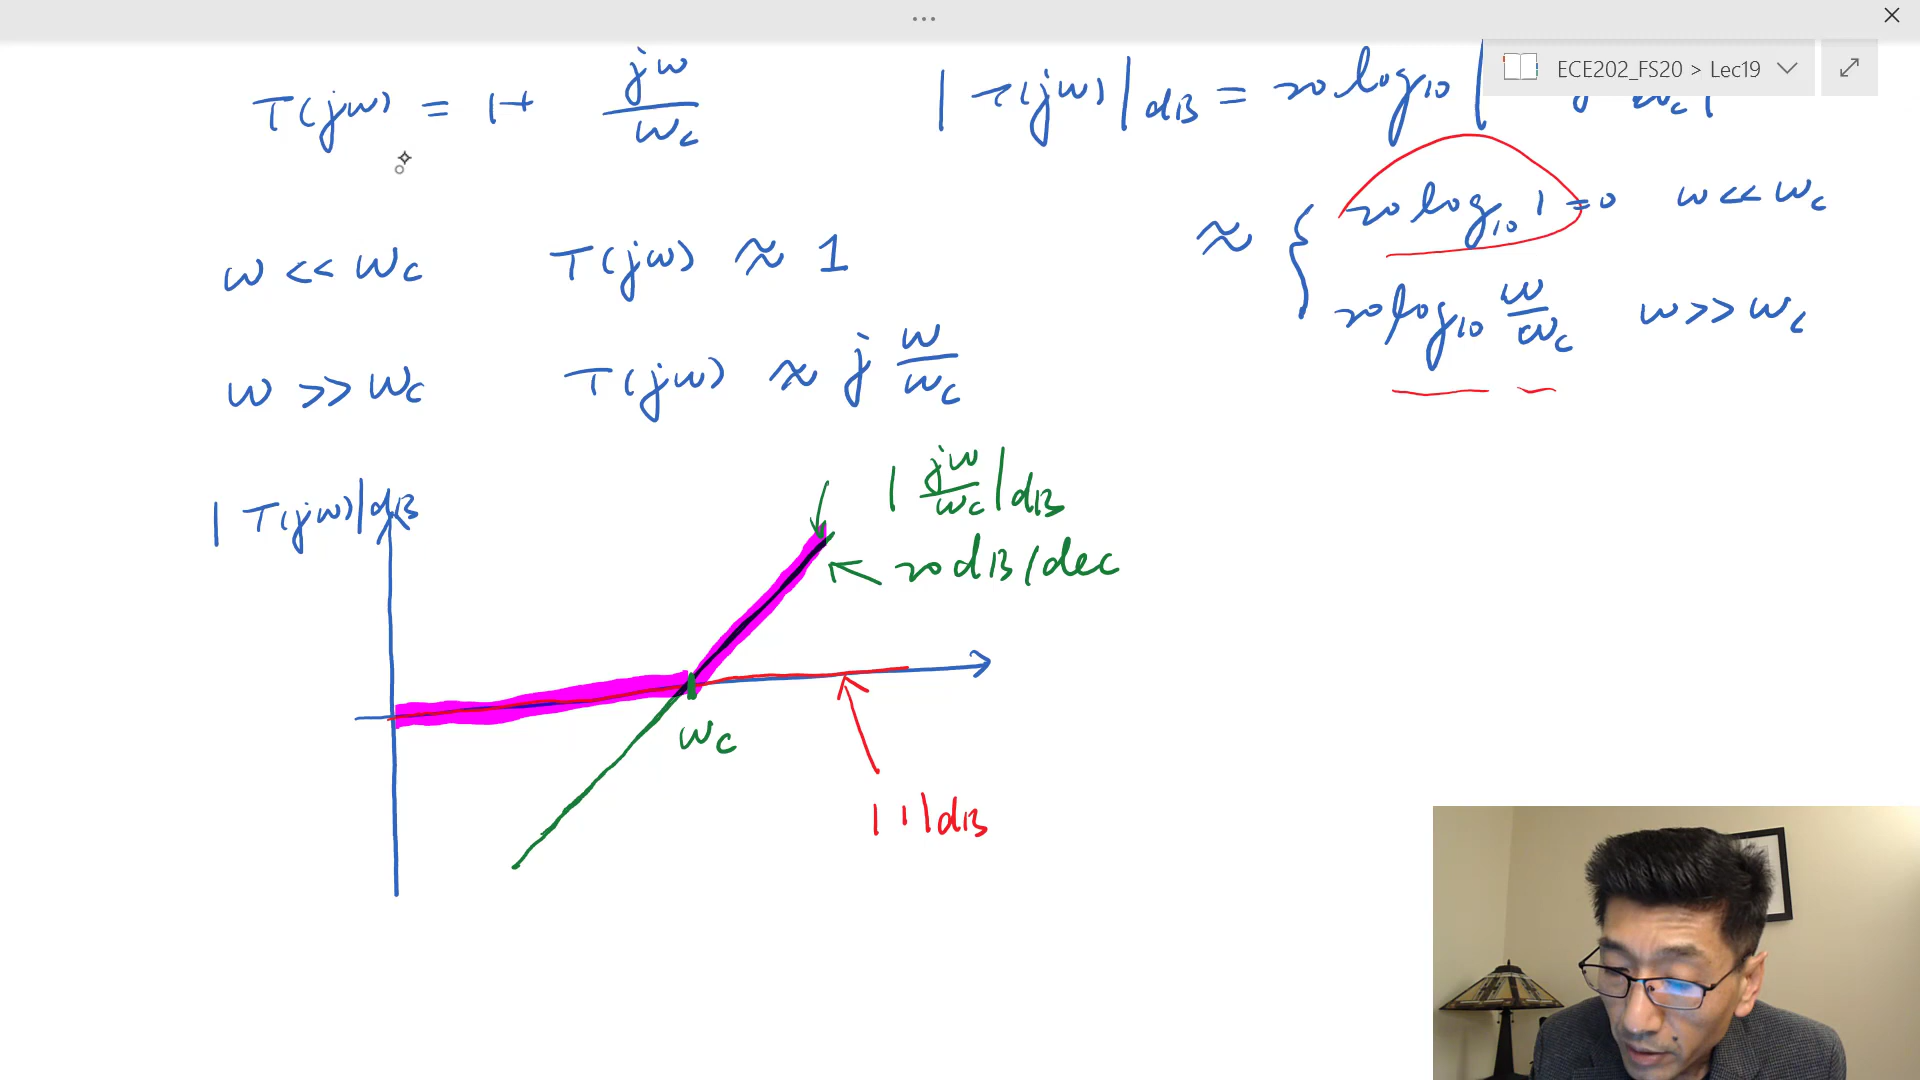 ECE202_FS20 > Lec19
T(jω) = 1 + jω/ωc
|T(jω)|dB = 20 log10 |
ω << ωc T(jω) ≈ 1
≈ { 20 log10 1 = 0 ω << ωc
20 log10 ω/ωc ω >> ωc
ω >> ωc T(jω) ≈ j ω/ωc
|T(jω)|dB
|jω/ωc|dB
20 dB/dec
ωc
|1|dB